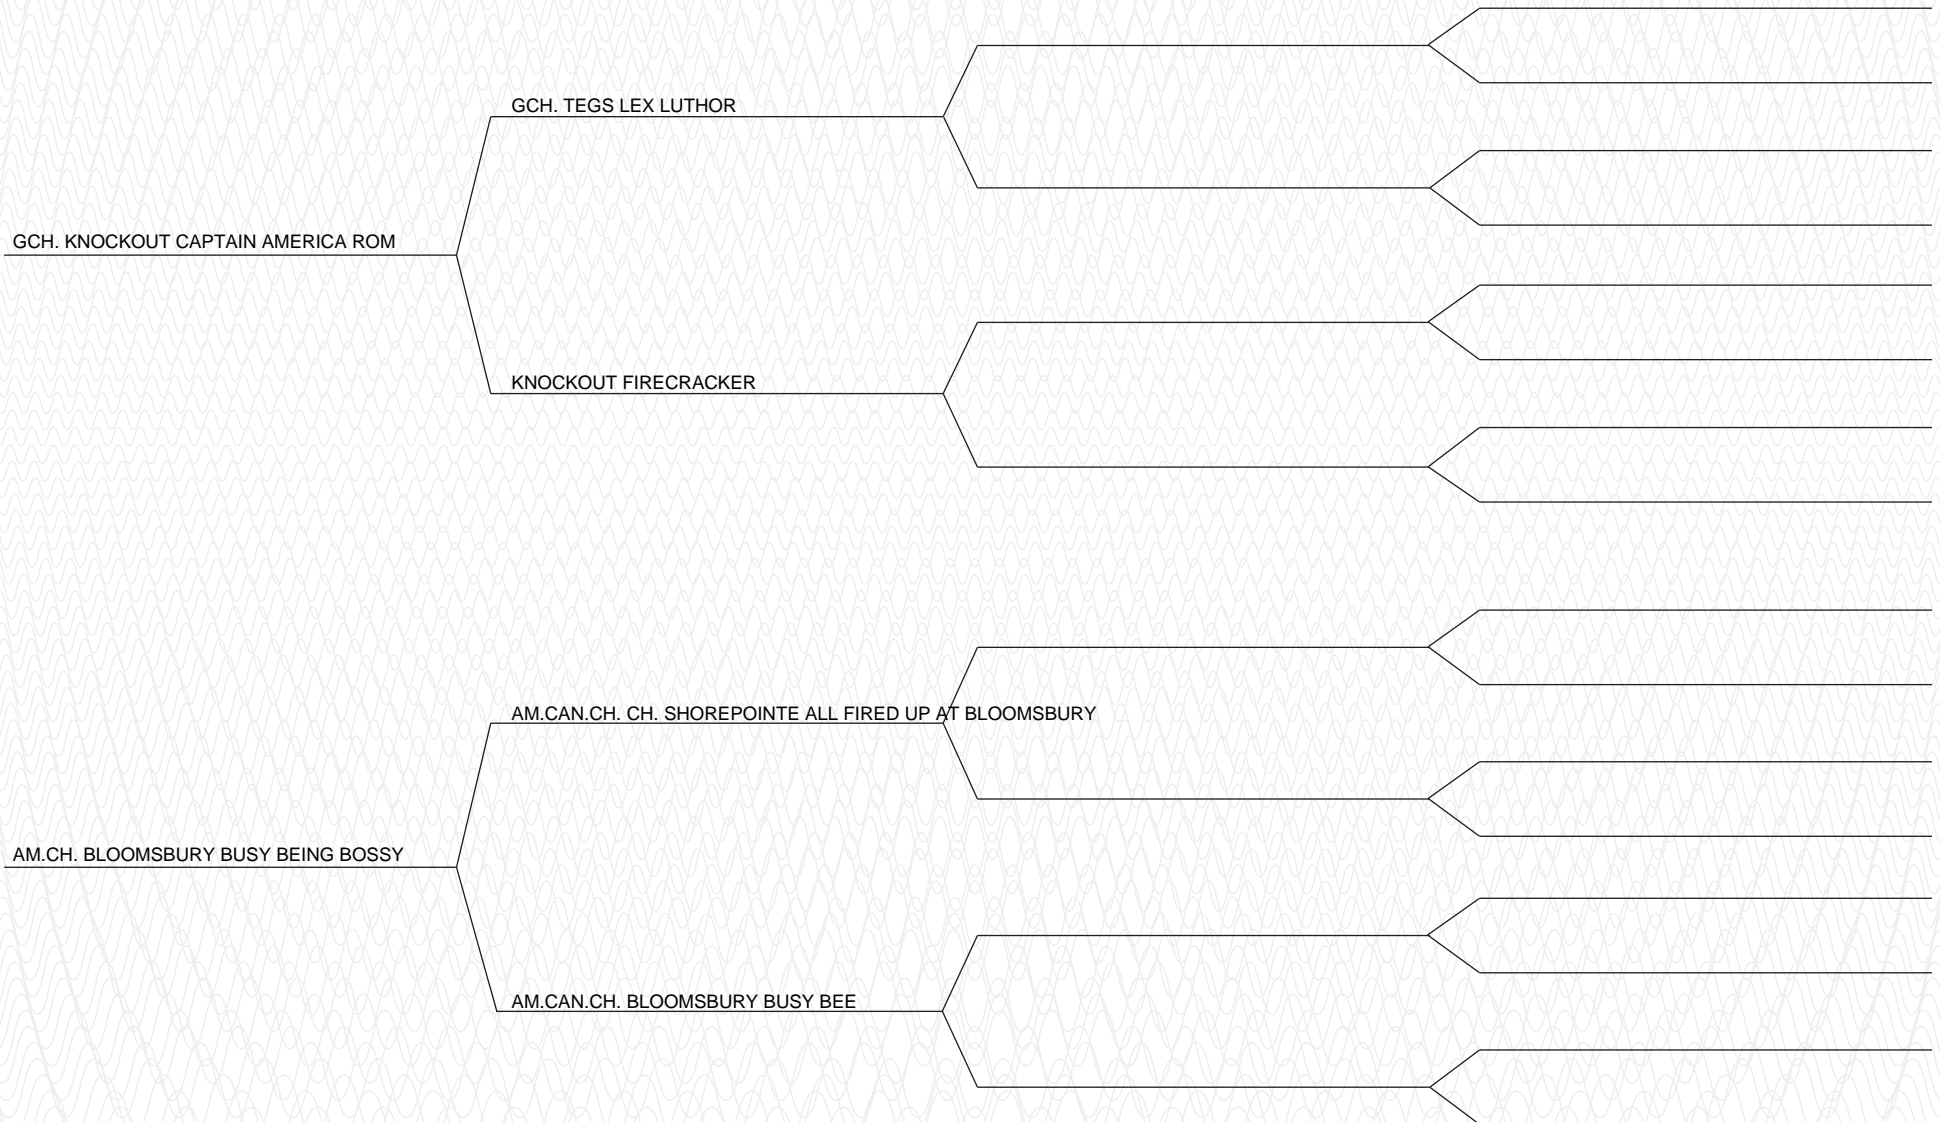 GCH. TEGS LEX LUTHOR
GCH. KNOCKOUT CAPTAIN AMERICA ROM
KNOCKOUT FIRECRACKER
AM.CAN.CH. CH. SHOREPOINTE ALL FIRED UP AT BLOOMSBURY
AM.CH. BLOOMSBURY BUSY BEING BOSSY
AM.CAN.CH. BLOOMSBURY BUSY BEE